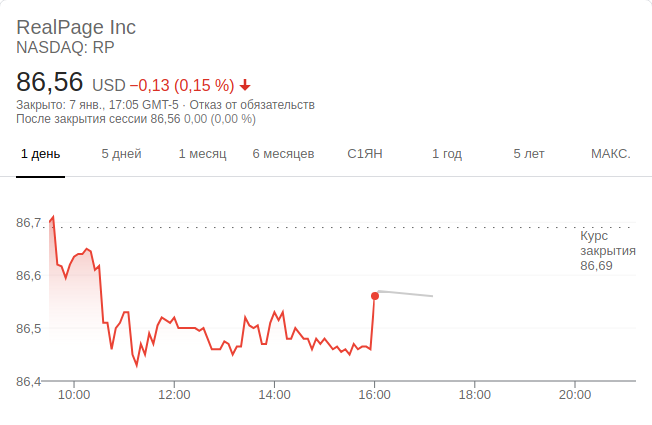 RealPage Inc
NASDAQ: RP
86,56 USD −0,13 (0,15 %)
Закрыто: 7 янв., 17:05 GMT-5 · Отказ от обязательств
После закрытия сессии 86,56 0,00 (0,00 %)
1 день 5 дней 1 месяц 6 месяцев С1ЯН 1 год 5 лет МАКС.
86,7
Курс
закрытия
86,69
86,6
86,5
86,4
10:00 12:00 14:00 16:00 18:00 20:00